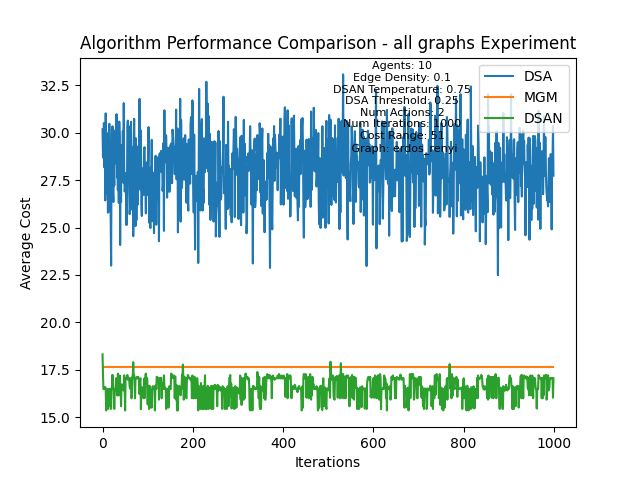 Algorithm Performance Comparison - all graphs Experiment
Agents: 10
Edge Density: 0.1
DSAN Temperature: 0.75
DSA Threshold: 0.25
Num Actions: 2
Num Iterations: 1000
Cost Range: 51
Graph: erdos_renyi
DSA
MGM
DSAN
Average Cost
32.5
30.0
27.5
25.0
22.5
20.0
17.5
15.0
0
200
400
600
800
1000
Iterations